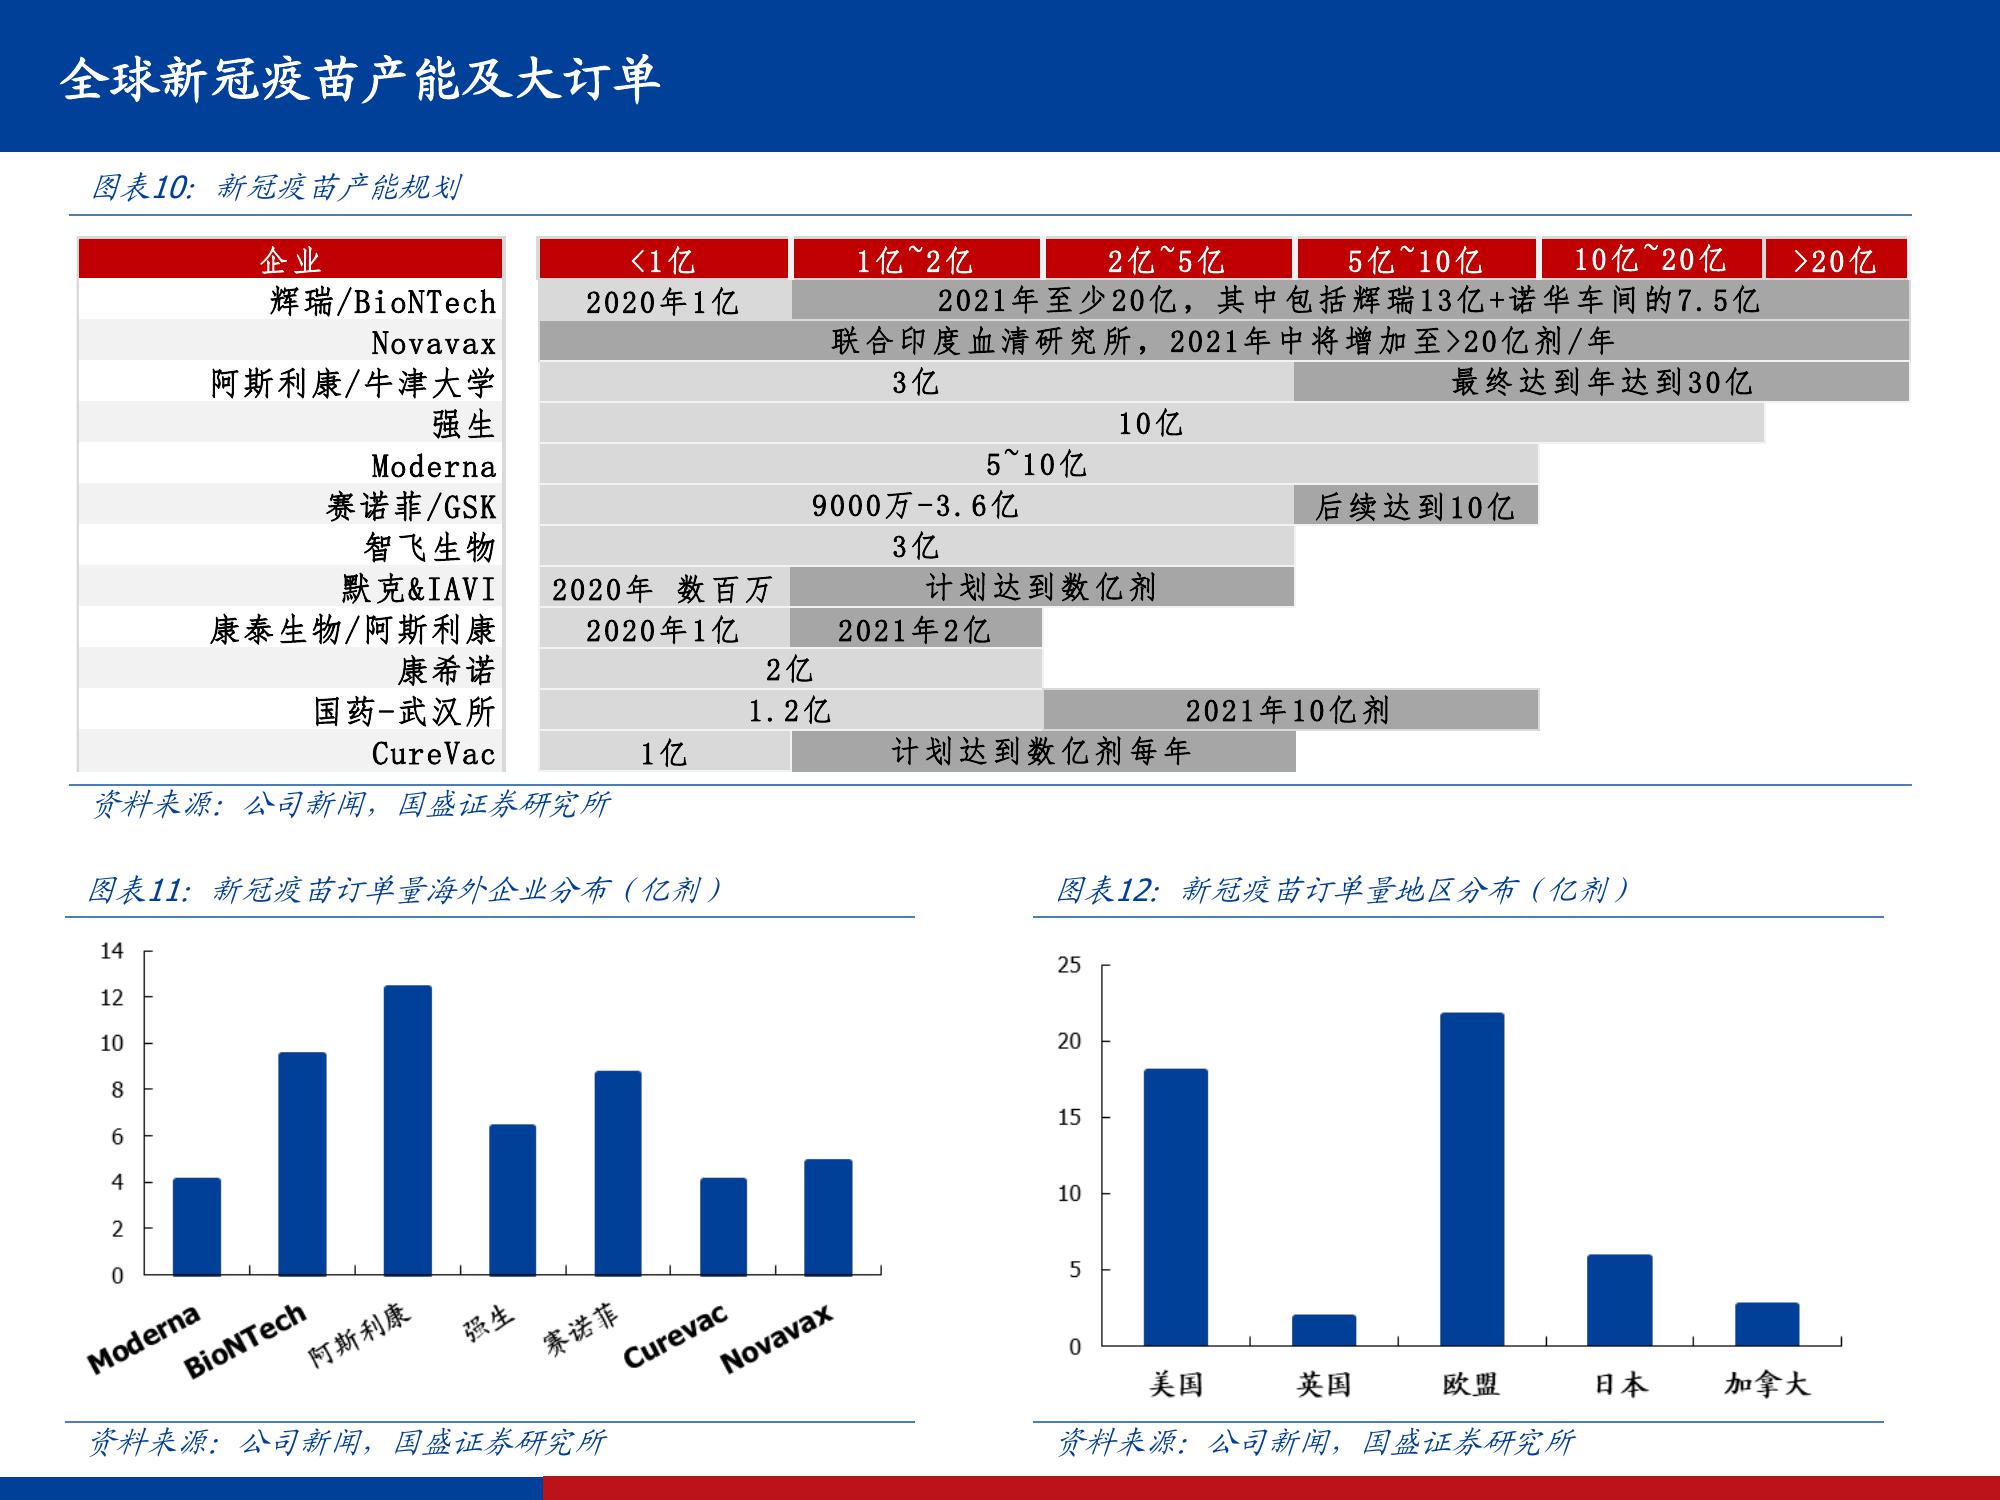 全球新冠疫苗产能及大订单
图表10: 新冠疫苗产能规划
企业 <1亿 1亿~2亿 2亿~5亿 5亿~10亿 10亿~20亿 >20亿
辉瑞/BioNTech 2020年1亿 2021年至少20亿，其中包括辉瑞13亿+诺华车间的7.5亿
Novavax 联合印度血清研究所，2021年中将增加至>20亿剂/年
阿斯利康/牛津大学 3亿 最终达到年达到30亿
强生 10亿
Moderna 5~10亿
赛诺菲/GSK 9000万-3.6亿 后续达到10亿
智飞生物 3亿
默克&IAVI 2020年 数百万 计划达到数亿剂
康泰生物/阿斯利康 2020年1亿 2021年2亿
康希诺 2亿
国药-武汉所 1.2亿 2021年10亿剂
CureVac 1亿 计划达到数亿剂每年
资料来源：公司新闻，国盛证券研究所
图表11: 新冠疫苗订单量海外企业分布（亿剂）
14
12
10
8
6
4
2
0
Moderna BioNTech 阿斯利康 强生 赛诺菲 Curevac Novavax
资料来源：公司新闻，国盛证券研究所
图表12: 新冠疫苗订单量地区分布（亿剂）
25
20
15
10
5
0
美国 英国 欧盟 日本 加拿大
资料来源：公司新闻，国盛证券研究所